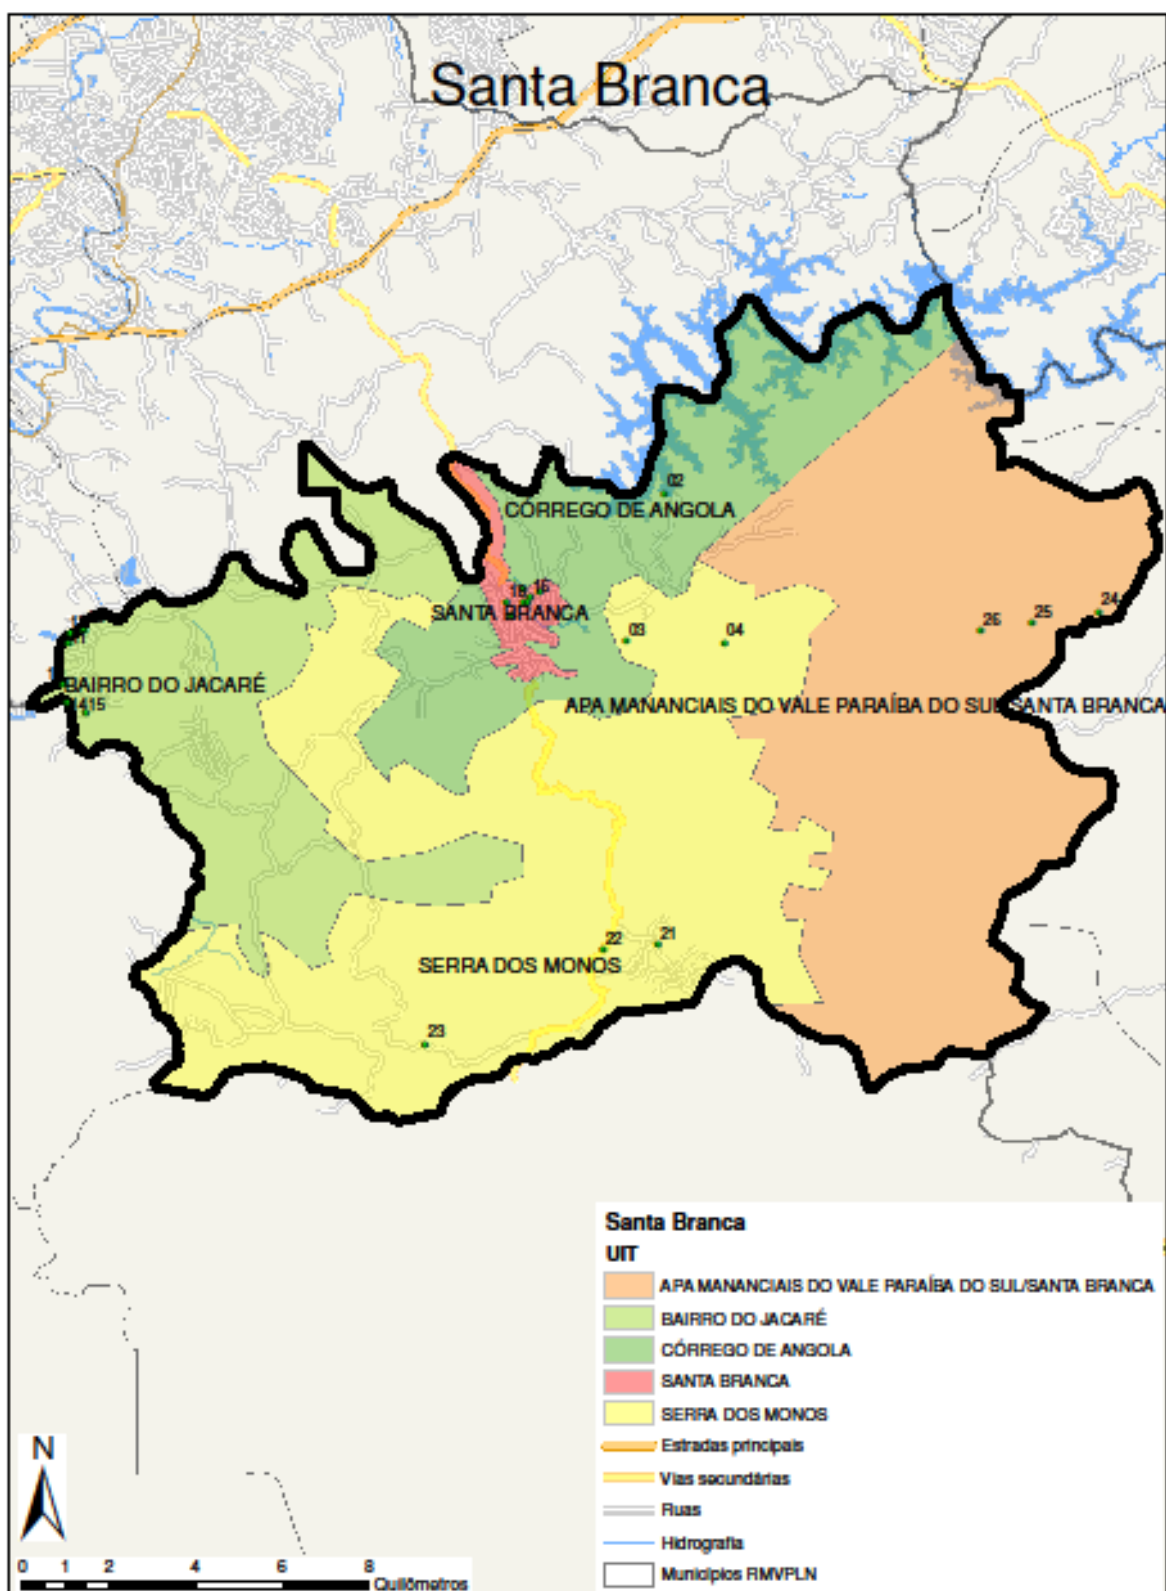 Santa Branca
02
CÓRREGO DE ANGOLA
18
16
SANTA BRANCA
03
04
24
25
26
BAIRRO DO JACARÉ
1415
APA MANANCIAIS DO VALE PARAÍBA DO SUL/SANTA BRANCA
22
21
SERRA DOS MONOS
23
Santa Branca
UIT
APA MANANCIAIS DO VALE PARAÍBA DO SUL/SANTA BRANCA
BAIRRO DO JACARÉ
CÓRREGO DE ANGOLA
SANTA BRANCA
SERRA DOS MONOS
Estradas principais
Vias secundárias
Ruas
Hidrografia
Municípios RMVPLN
N
0 1 2 4 6 8
Quilômetros